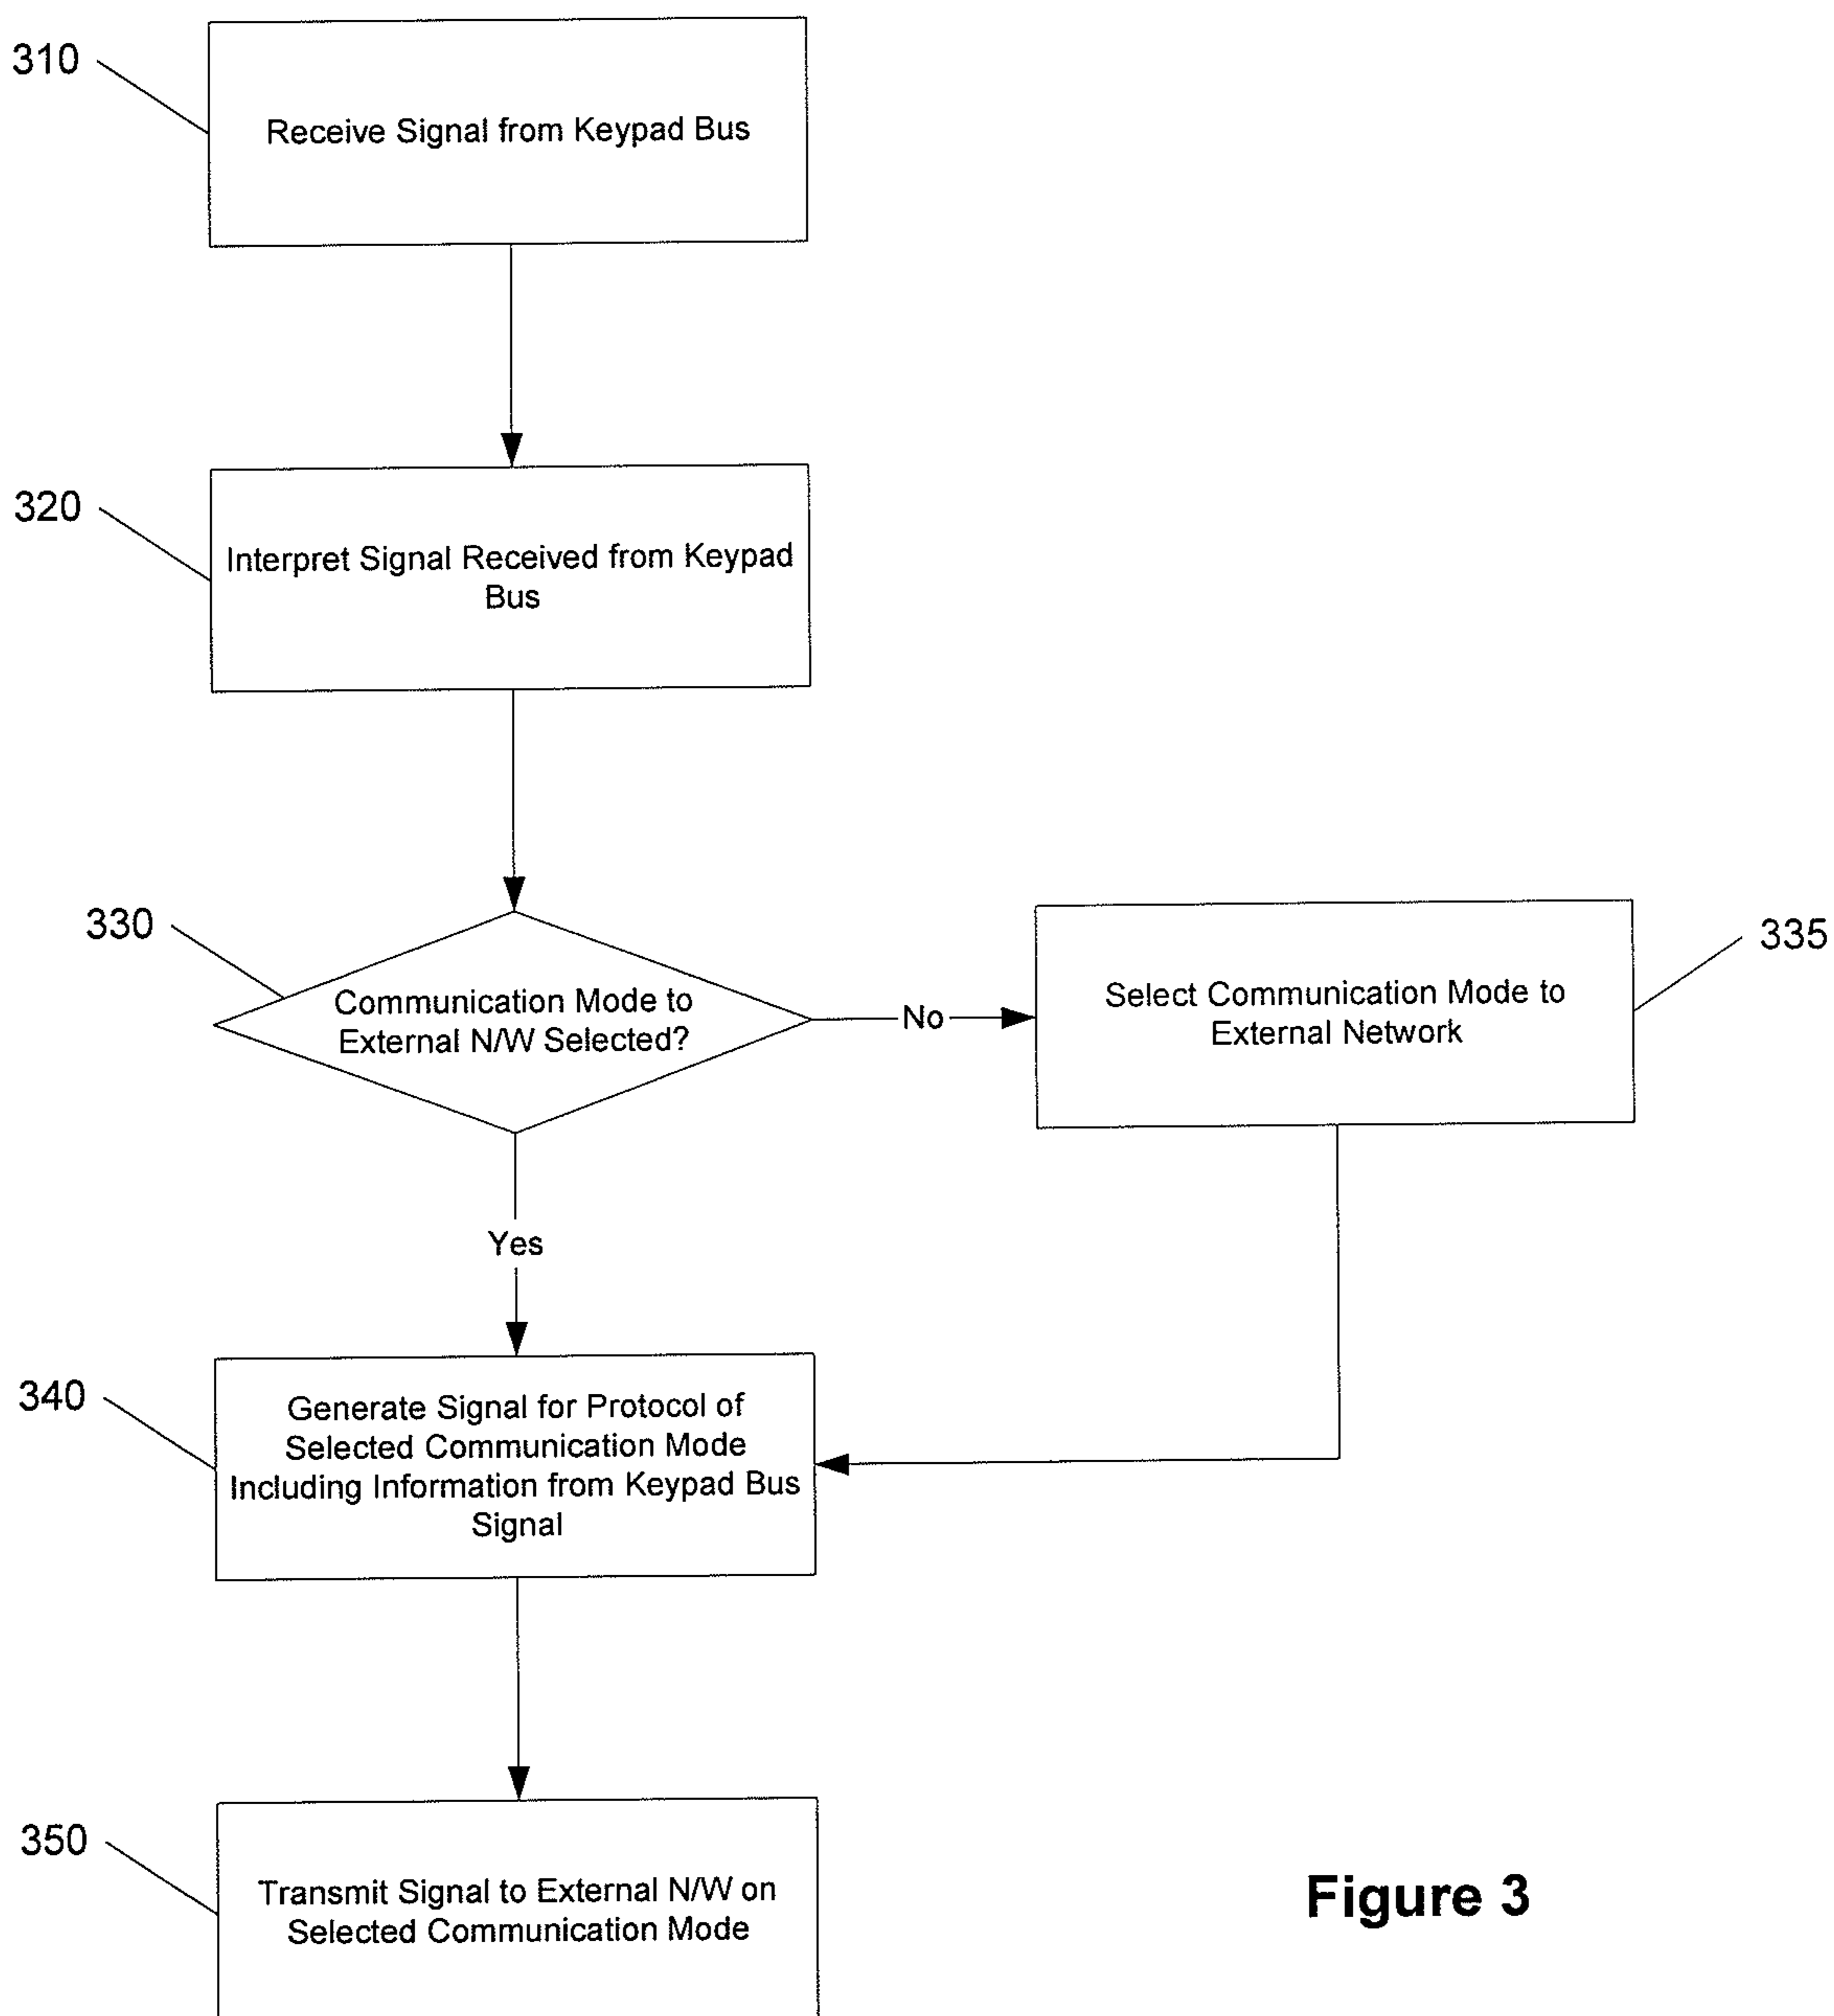 310
Receive Signal from Keypad Bus
320
Interpret Signal Received from Keypad
Bus
330
Communication Mode to
External N/W Selected?
No
Select Communication Mode to
External Network
335
Yes
340
Generate Signal for Protocol of
Selected Communication Mode
Including Information from Keypad Bus
Signal
350
Transmit Signal to External N/W on
Selected Communication Mode
Figure 3